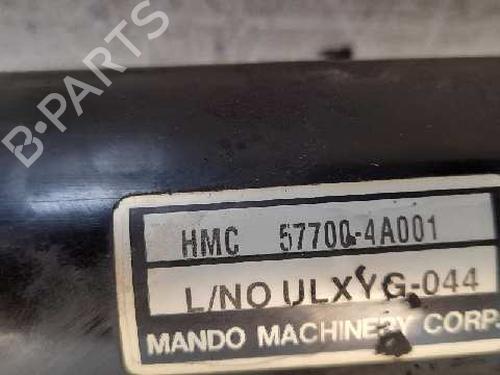 B-PARTS
HMC 57700-4A001
L/NO ULXYG-044
MANDO MACHINERY CORP.